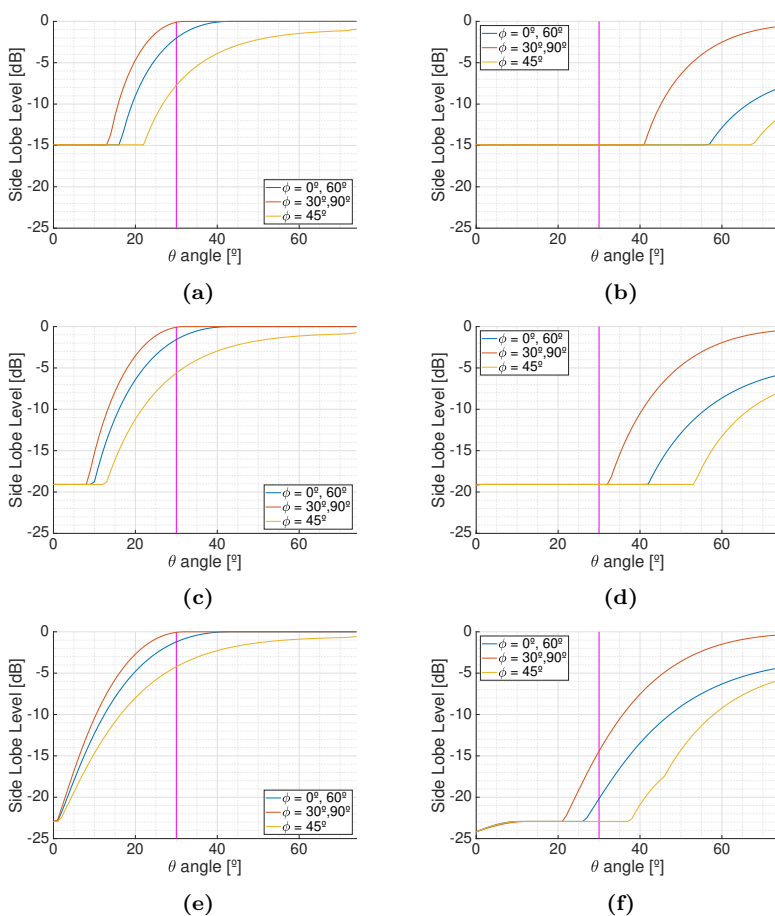 0
-5
-10
-15
-20
-25
Side Lobe Level [dB]
0 20 40 60
θ angle [º]
ϕ = 0º, 60º
ϕ = 30º,90º
ϕ = 45º
(a)
0
-5
-10
-15
-20
-25
Side Lobe Level [dB]
0 20 40 60
θ angle [º]
ϕ = 0º, 60º
ϕ = 30º,90º
ϕ = 45º
(b)
0
-5
-10
-15
-20
-25
Side Lobe Level [dB]
0 20 40 60
θ angle [º]
ϕ = 0º, 60º
ϕ = 30º,90º
ϕ = 45º
(c)
0
-5
-10
-15
-20
-25
Side Lobe Level [dB]
0 20 40 60
θ angle [º]
ϕ = 0º, 60º
ϕ = 30º,90º
ϕ = 45º
(d)
0
-5
-10
-15
-20
-25
Side Lobe Level [dB]
0 20 40 60
θ angle [º]
ϕ = 0º, 60º
ϕ = 30º,90º
ϕ = 45º
(e)
0
-5
-10
-15
-20
-25
Side Lobe Level [dB]
0 20 40 60
θ angle [º]
ϕ = 0º, 60º
ϕ = 30º,90º
ϕ = 45º
(f)